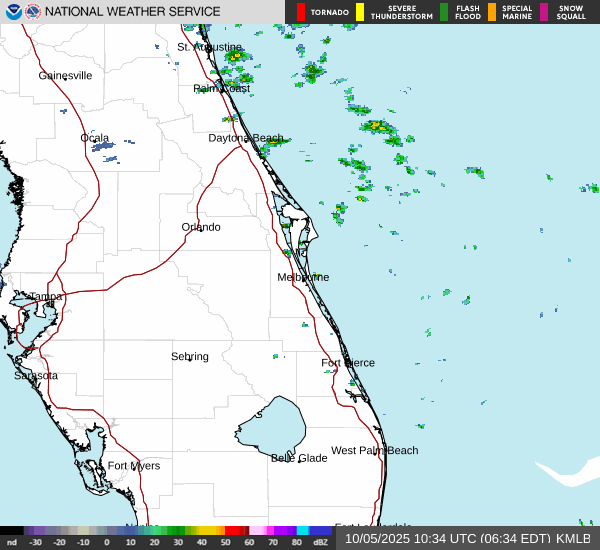 NATIONAL WEATHER SERVICE
TORNADO
SEVERE THUNDERSTORM
FLASH FLOOD
SPECIAL MARINE
SNOW SQUALL
St. Augustine
Gainesville
Palm Coast
Ocala
Daytona Beach
Orlando
Melbourne
Tampa
Sebring
Fort Pierce
Sarasota
West Palm Beach
Belle Glade
Fort Myers
Fort Lauderdale
nd -30 -20 -10 0 10 20 30 40 50 60 70 80 dBZ
10/05/2025 10:34 UTC (06:34 EDT) KMLB